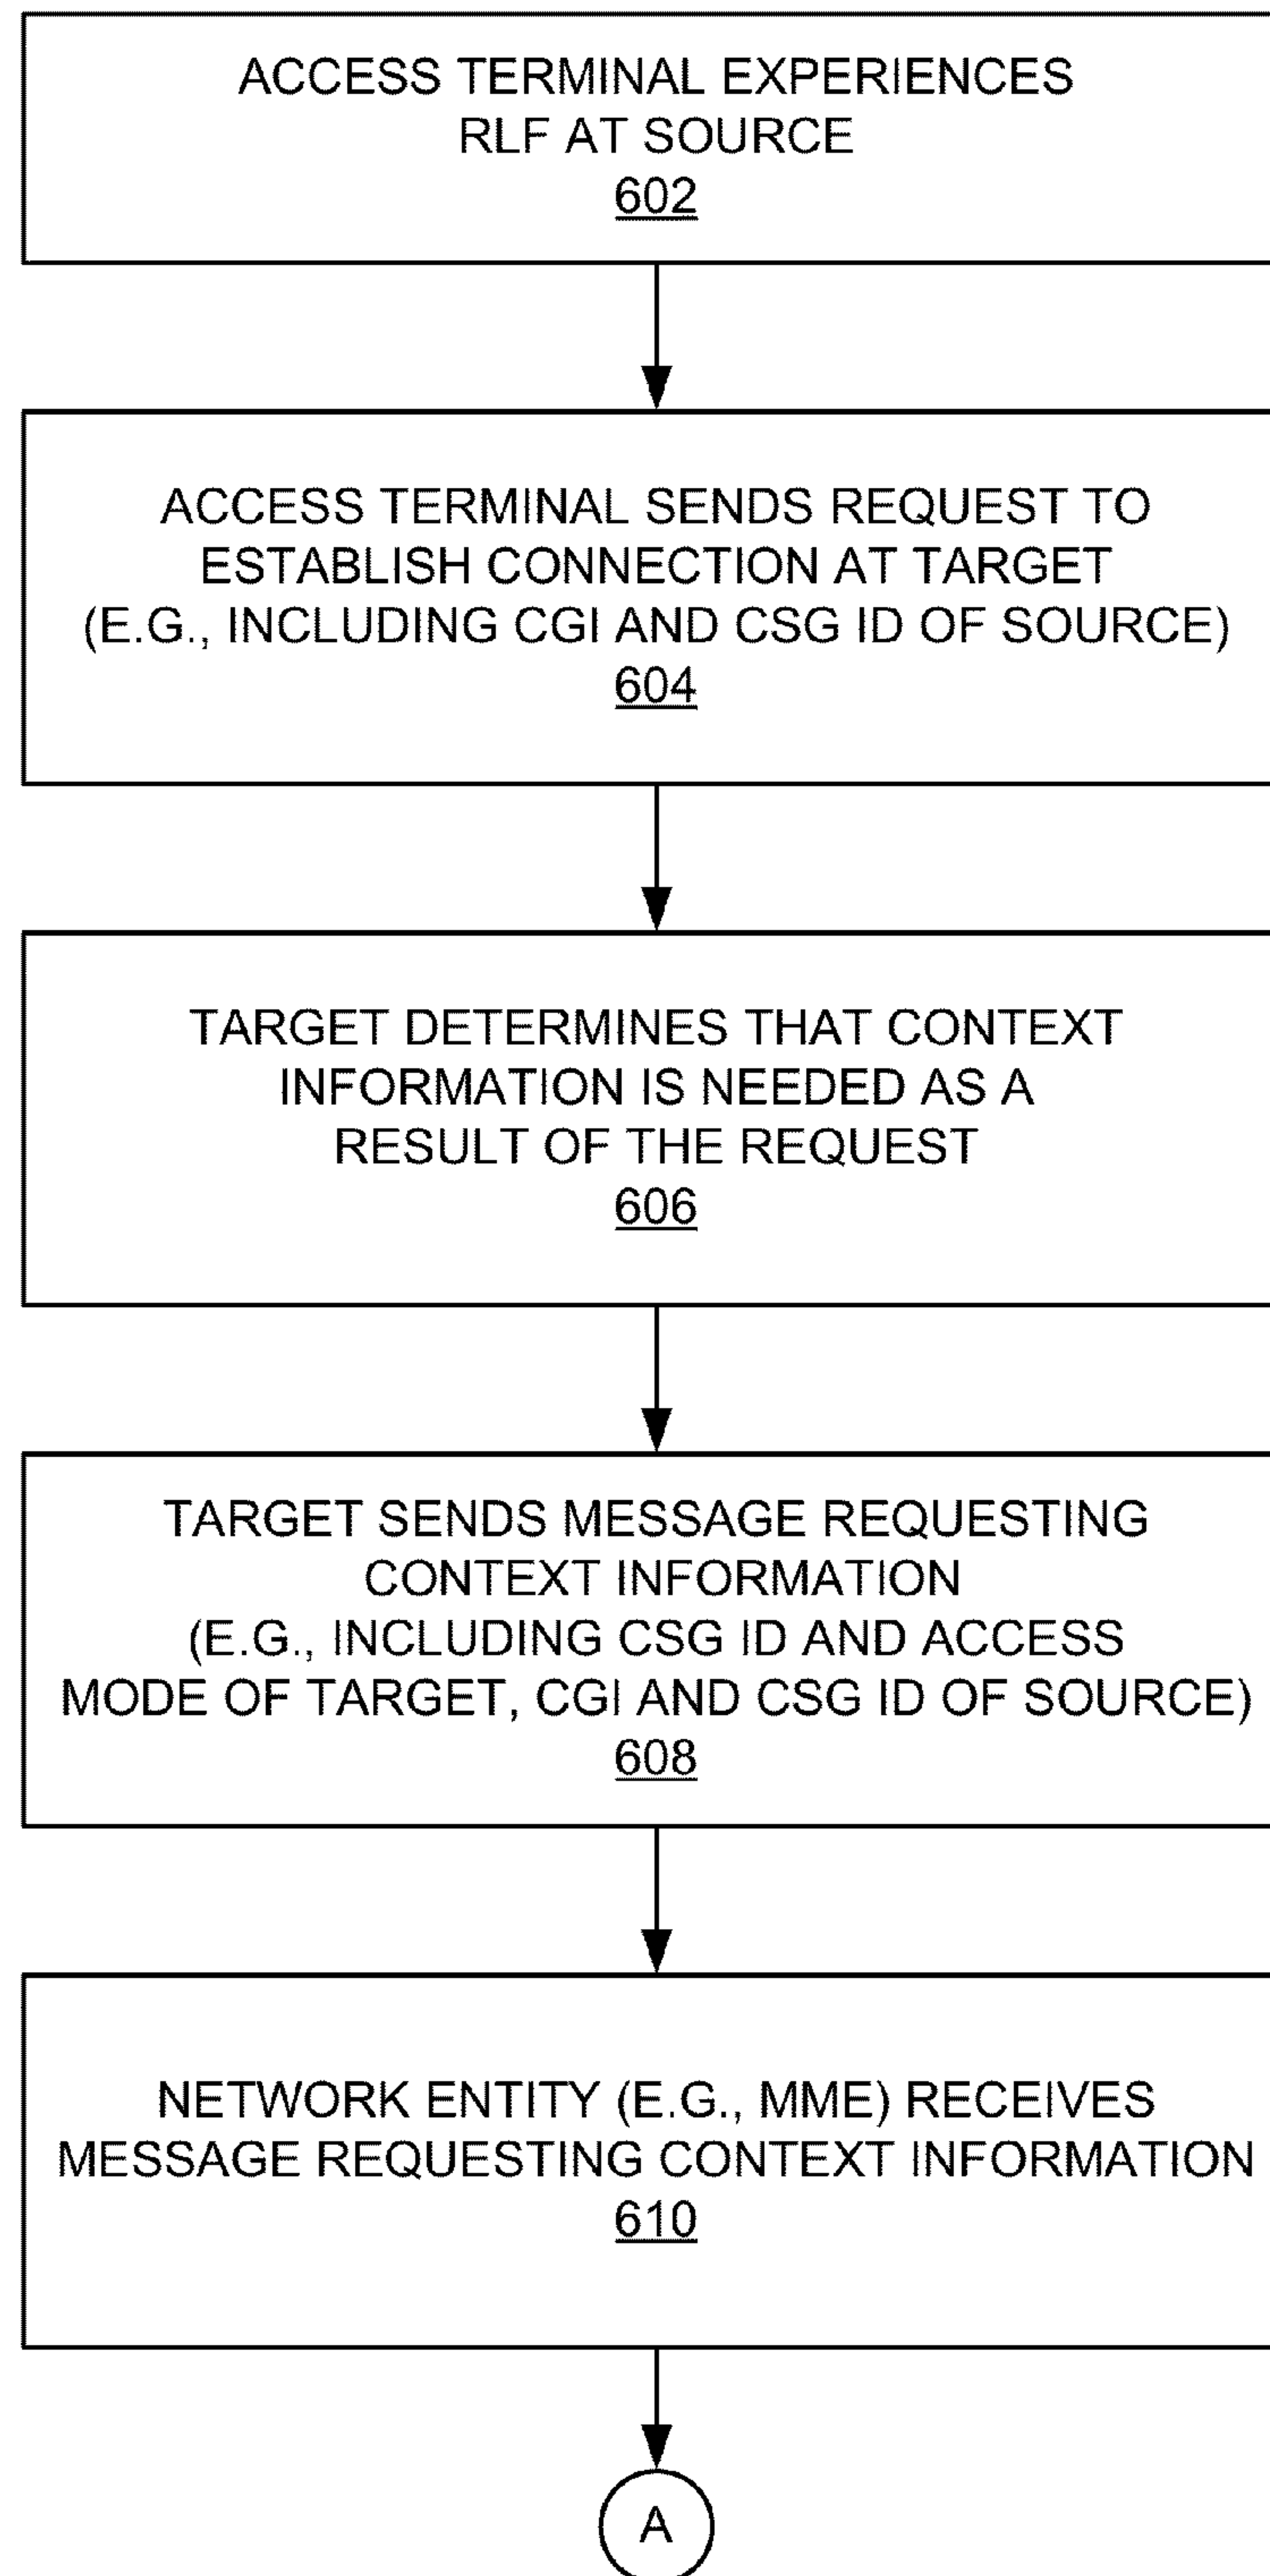 ACCESS TERMINAL EXPERIENCES
RLF AT SOURCE
602
ACCESS TERMINAL SENDS REQUEST TO
ESTABLISH CONNECTION AT TARGET
(E.G., INCLUDING CGI AND CSG ID OF SOURCE)
604
TARGET DETERMINES THAT CONTEXT
INFORMATION IS NEEDED AS A
RESULT OF THE REQUEST
606
TARGET SENDS MESSAGE REQUESTING
CONTEXT INFORMATION
(E.G., INCLUDING CSG ID AND ACCESS
MODE OF TARGET, CGI AND CSG ID OF SOURCE)
608
NETWORK ENTITY (E.G., MME) RECEIVES
MESSAGE REQUESTING CONTEXT INFORMATION
610
A